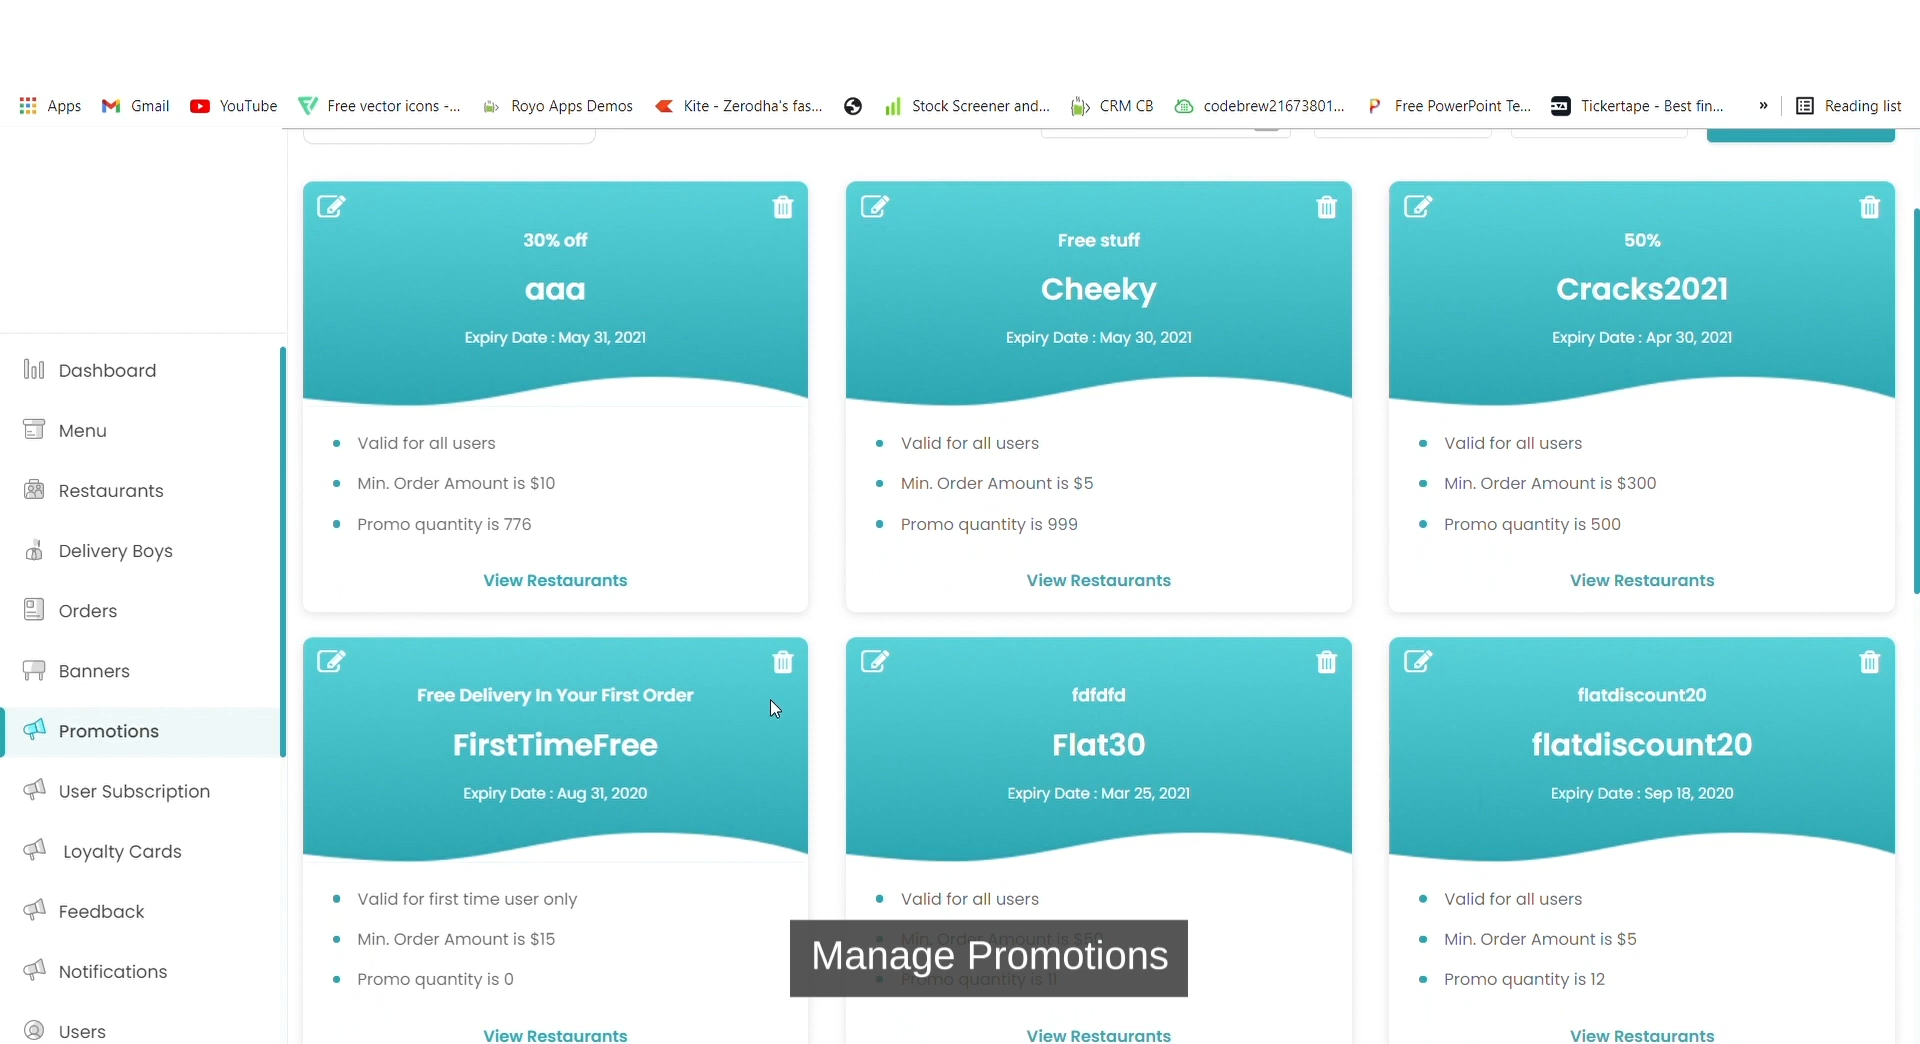 Apps Gmail YouTube Free vector icons -... Royo Apps Demos Kite - Zerodha's fas... Stock Screener and... CRM CB codebrew21673801... Free PowerPoint Te... Tickertape - Best fin... » Reading list
Dashboard
Menu
Restaurants
Delivery Boys
Orders
Banners
Promotions
User Subscription
Loyalty Cards
Feedback
Notifications
Users
30% off
aaa
Expiry Date : May 31, 2021
Valid for all users
Min. Order Amount is $10
Promo quantity is 776
View Restaurants
Free stuff
Cheeky
Expiry Date : May 30, 2021
Valid for all users
Min. Order Amount is $5
Promo quantity is 999
View Restaurants
50%
Cracks2021
Expiry Date : Apr 30, 2021
Valid for all users
Min. Order Amount is $300
Promo quantity is 500
View Restaurants
Free Delivery In Your First Order
FirstTimeFree
Expiry Date : Aug 31, 2020
Valid for first time user only
Min. Order Amount is $15
Promo quantity is 0
View Restaurants
fdfdfd
Flat30
Expiry Date : Mar 25, 2021
Valid for all users
Min. Order Amount is $50
Promo quantity is 11
View Restaurants
flatdiscount20
flatdiscount20
Expiry Date : Sep 18, 2020
Valid for all users
Min. Order Amount is $5
Promo quantity is 12
View Restaurants
Manage Promotions